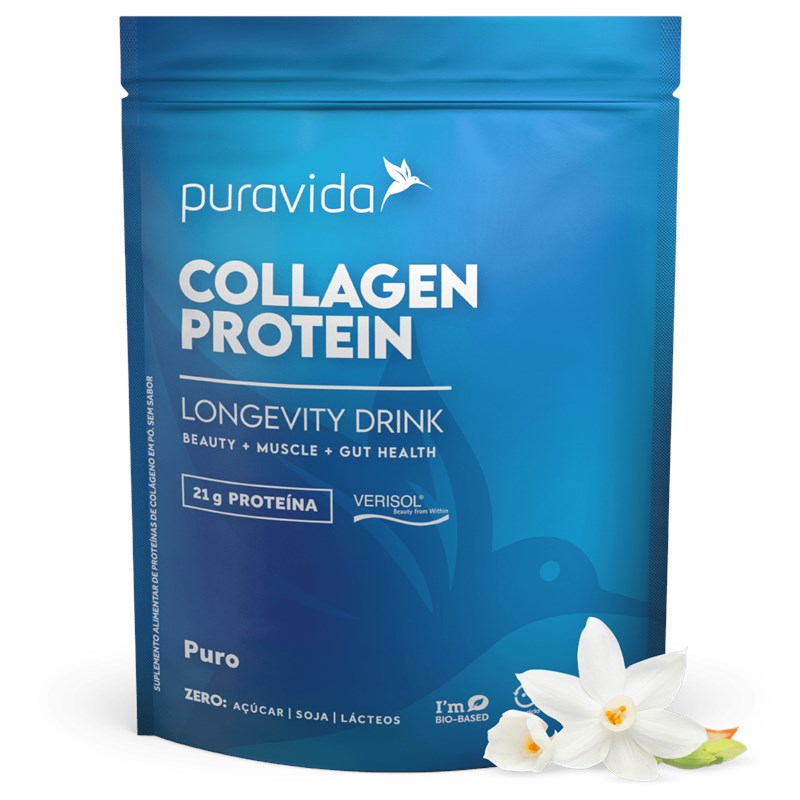 puravida
COLLAGEN
PROTEIN
LONGEVITY DRINK
BEAUTY + MUSCLE + GUT HEALTH
21 g PROTEÍNA
VERISOL®
Beauty from Within
SUPLEMENTO ALIMENTAR DE PROTEÍNAS DE COLÁGENO EM PÓ. SEM SABOR
Puro
ZERO: AÇÚCAR | SOJA | LÁCTEOS
I'm
BIO-BASED